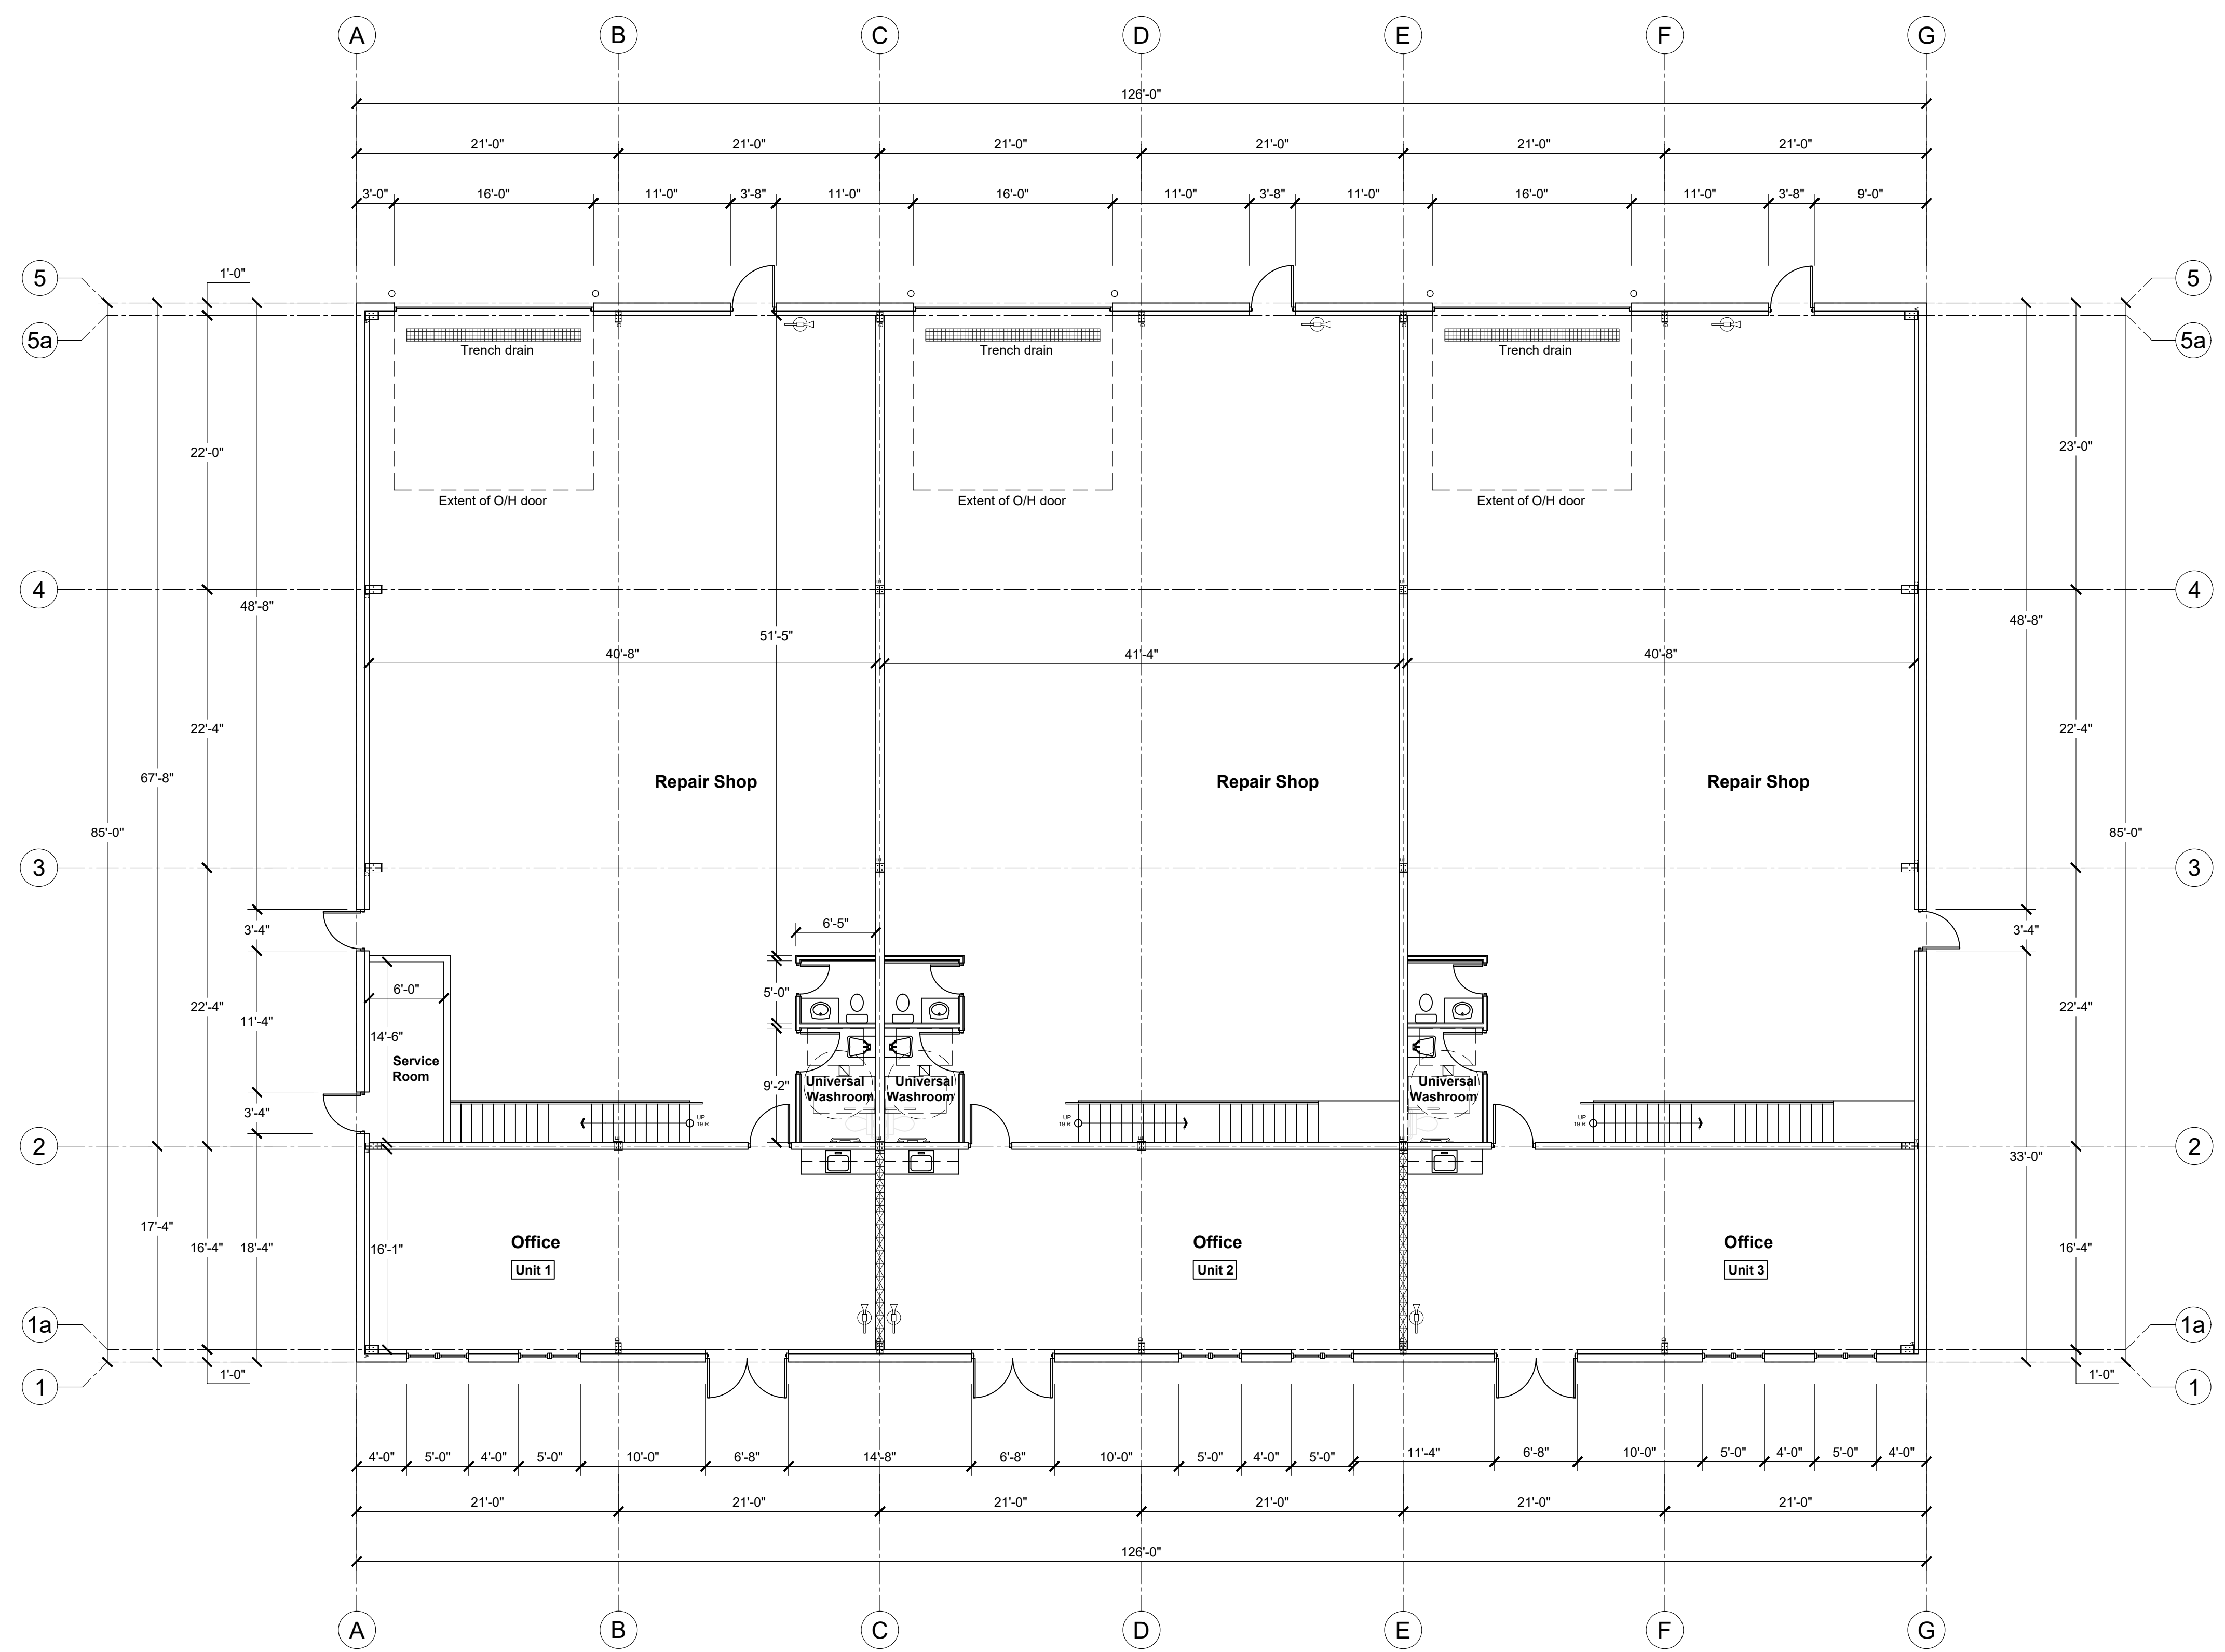 A B C D E F G
126'-0"
21'-0" 21'-0" 21'-0" 21'-0" 21'-0" 21'-0"
3'-0" 16'-0" 11'-0" 3'-8" 11'-0" 16'-0" 11'-0" 3'-8" 11'-0" 16'-0" 11'-0" 3'-8" 9'-0"
5 1'-0" 5
5a 5a
Trench drain Trench drain Trench drain
22'-0" 23'-0"
Extent of O/H door Extent of O/H door Extent of O/H door
4 4
48'-8" 48'-8"
51'-5"
40'-8" 41'-4" 40'-8"
22'-4" 22'-4"
67'-8"
Repair Shop Repair Shop Repair Shop
85'-0" 85'-0"
3 3
3'-4" 6'-5" 3'-4"
6'-0" 5'-0"
22'-4" 22'-4"
11'-4"
14'-6"
Service
Room
9'-2"
Universal Universal Universal
Washroom Washroom Washroom
3'-4"
UP UP UP
19 R 19 R 19 R
2 2
33'-0"
17'-4"
16'-4" 18'-4" 16'-1" 16'-4"
Office Office Office
Unit 1 Unit 2 Unit 3
1a 1a
1'-0" 1'-0"
1 1
4'-0" 5'-0" 4'-0" 5'-0" 10'-0" 6'-8" 14'-8" 6'-8" 10'-0" 5'-0" 4'-0" 5'-0" 11'-4" 6'-8" 10'-0" 5'-0" 4'-0" 5'-0" 4'-0"
21'-0" 21'-0" 21'-0" 21'-0" 21'-0" 21'-0"
126'-0"
A B C D E F G